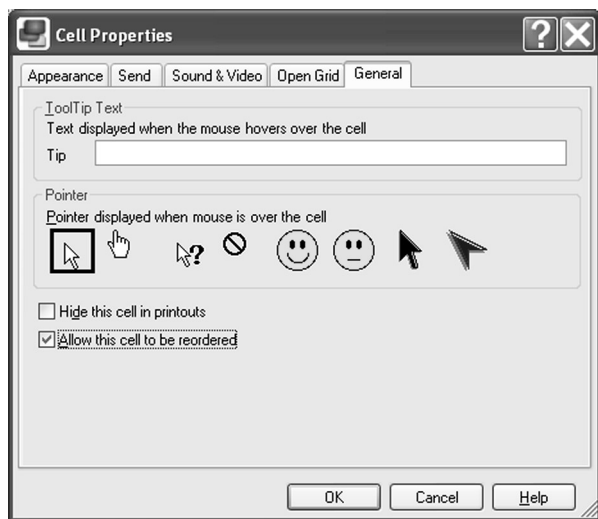 Cell Properties
Appearance Send Sound & Video Open Grid General
ToolTip Text
Text displayed when the mouse hovers over the cell
Tip
Pointer
Pointer displayed when mouse is over the cell
?
Hide this cell in printouts
Allow this cell to be reordered
OK Cancel Help